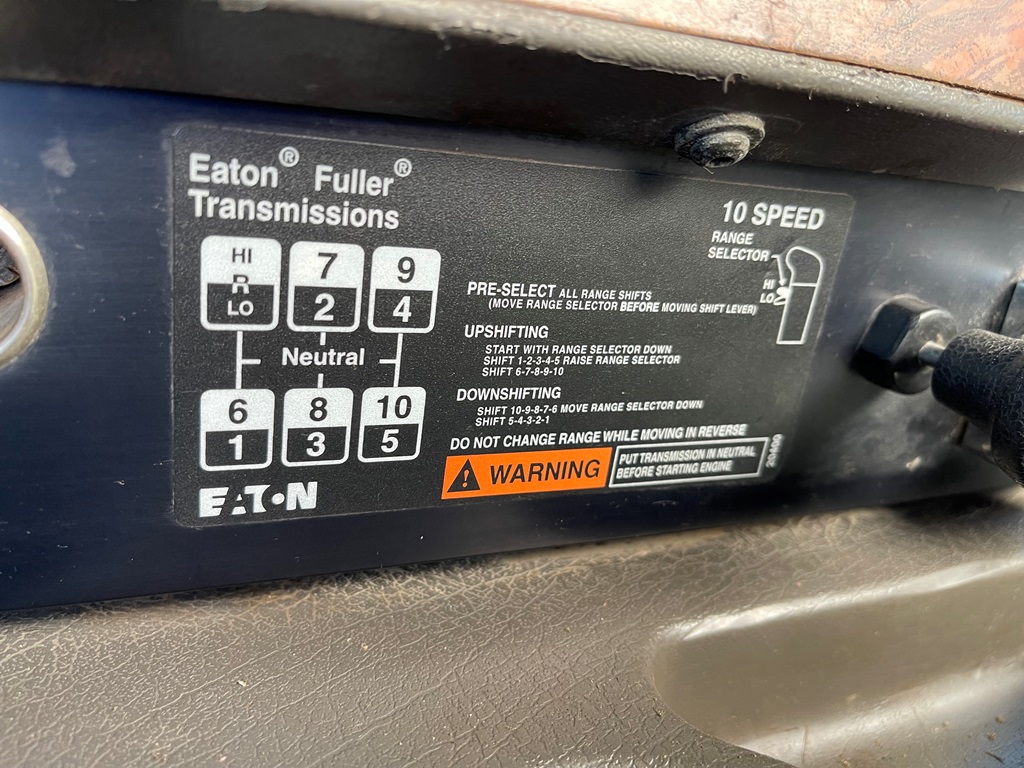 Eaton® Fuller®
Transmissions
10 SPEED
RANGE
SELECTOR
HI
LO
HI
R
LO
7
2
9
4
Neutral
6
1
8
3
10
5
PRE-SELECT ALL RANGE SHIFTS
(MOVE RANGE SELECTOR BEFORE MOVING SHIFT LEVER)
UPSHIFTING
START WITH RANGE SELECTOR DOWN
SHIFT 1-2-3-4-5 RAISE RANGE SELECTOR
SHIFT 6-7-8-9-10
DOWNSHIFTING
SHIFT 10-9-8-7-6 MOVE RANGE SELECTOR DOWN
SHIFT 5-4-3-2-1
DO NOT CHANGE RANGE WHILE MOVING IN REVERSE
WARNING
PUT TRANSMISSION IN NEUTRAL
BEFORE STARTING ENGINE
EATON